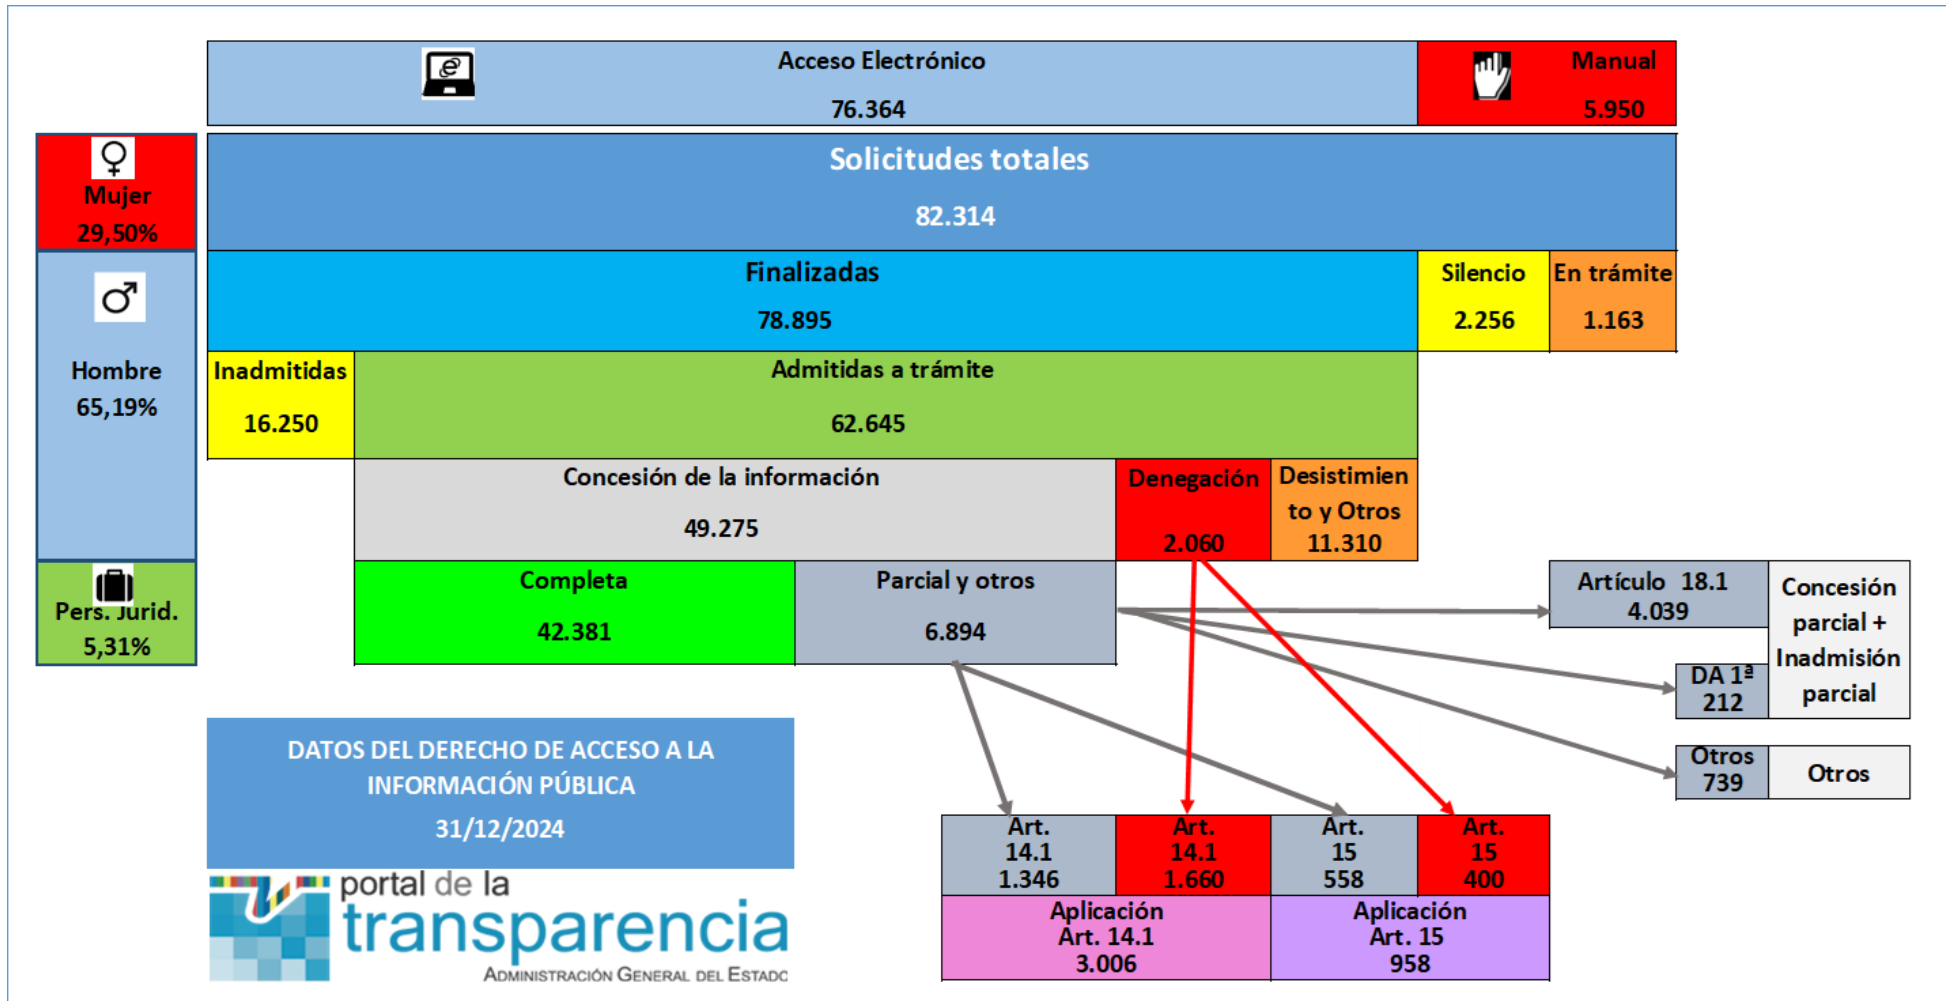 Acceso Electrónico
76.364
Manual
5.950
Mujer
29,50%
Solicitudes totales
82.314
Hombre
65,19%
Finalizadas
78.895
Silencio
2.256
En trámite
1.163
Inadmitidas
16.250
Admitidas a trámite
62.645
Concesión de la información
49.275
Denegación
2.060
Desistimien
to y Otros
11.310
Pers. Jurid.
5,31%
Completa
42.381
Parcial y otros
6.894
Artículo 18.1
4.039
Concesión
parcial +
Inadmisión
parcial
DA 1ª
212
Otros
739
Otros
DATOS DEL DERECHO DE ACCESO A LA
INFORMACIÓN PÚBLICA
31/12/2024
Art.
14.1
1.346
Art.
14.1
1.660
Art.
15
558
Art.
15
400
Aplicación
Art. 14.1
3.006
Aplicación
Art. 15
958
portal de la
transparencia
ADMINISTRACIÓN GENERAL DEL ESTADO